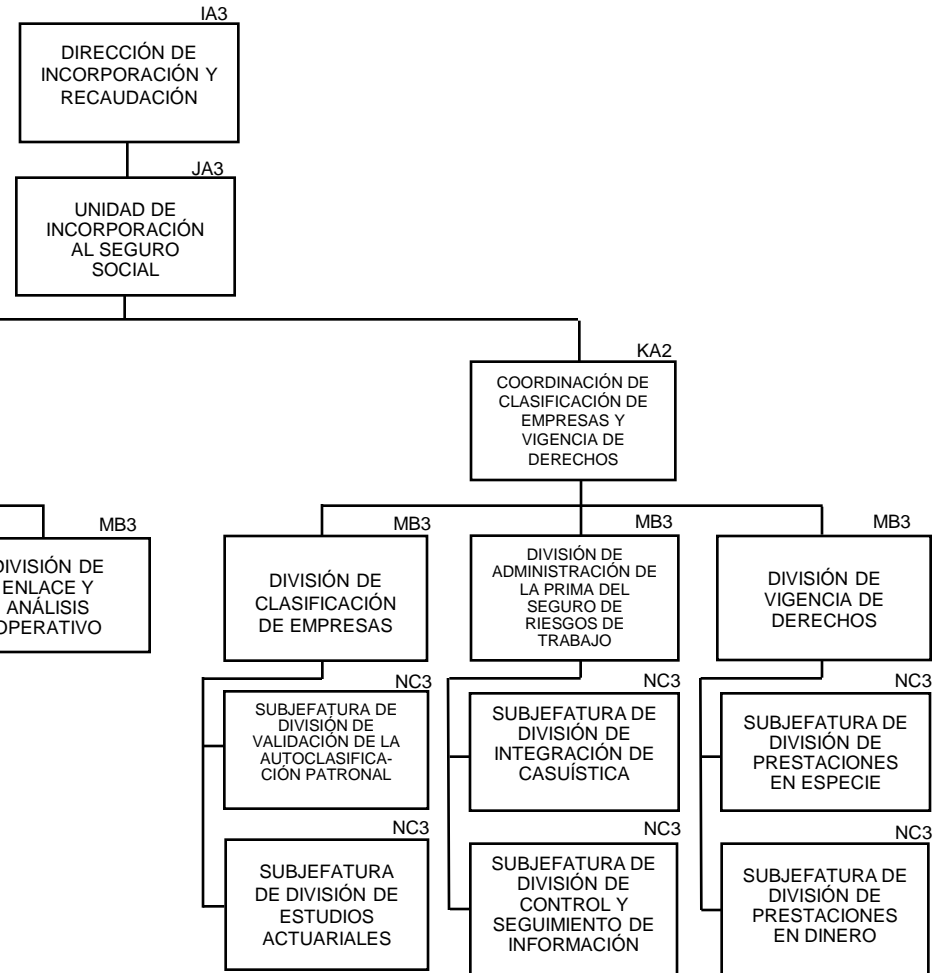 IA3
DIRECCIÓN DE
INCORPORACIÓN Y
RECAUDACIÓN
JA3
UNIDAD DE
INCORPORACIÓN
AL SEGURO
SOCIAL
KA2
COORDINACIÓN DE
CLASIFICACIÓN DE
EMPRESAS Y
VIGENCIA DE
DERECHOS
MB3
DIVISIÓN DE
ENLACE Y
ANÁLISIS
OPERATIVO
MB3
DIVISIÓN DE
CLASIFICACIÓN
DE EMPRESAS
MB3
DIVISIÓN DE
ADMINISTRACIÓN DE
LA PRIMA DEL
SEGURO DE
RIESGOS DE
TRABAJO
MB3
DIVISIÓN DE
VIGENCIA DE
DERECHOS
NC3
SUBJEFATURA DE
DIVISIÓN DE
VALIDACIÓN DE LA
AUTOCLASIFICA-
CIÓN PATRONAL
NC3
SUBJEFATURA DE
DIVISIÓN DE
INTEGRACIÓN DE
CASUÍSTICA
NC3
SUBJEFATURA DE
DIVISIÓN DE
PRESTACIONES
EN ESPECIE
NC3
SUBJEFATURA
DE DIVISIÓN DE
ESTUDIOS
ACTUARIALES
NC3
SUBJEFATURA DE
DIVISIÓN DE
CONTROL Y
SEGUIMIENTO DE
INFORMACIÓN
NC3
SUBJEFATURA DE
DIVISIÓN DE
PRESTACIONES
EN DINERO